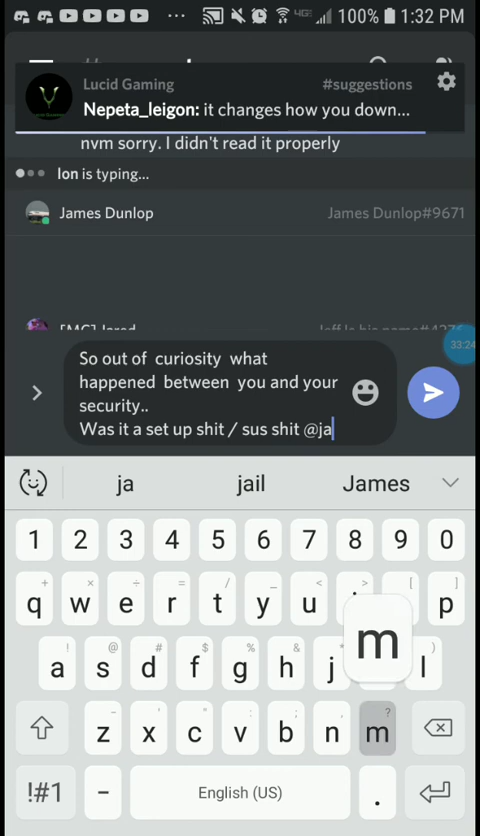 100% 1:32 PM
Lucid Gaming #suggestions
Nepeta_leigon: it changes how you down...
nvm sorry. I didn't read it properly
Ion is typing...
James Dunlop James Dunlop#9671
[MC] Jared
33:24
So out of curiosity what
happened between you and your
security..
Was it a set up shit / sus shit @ja
ja jail James
1 2 3 4 5 6 7 8 9 0
+ × ÷ = / _ < > [ ]
q w e r t y u p
! @ # $ % & * )
a s d f g h j l
m
- ' " : ; , ?
z x c v b n m
!#1 - English (US) .